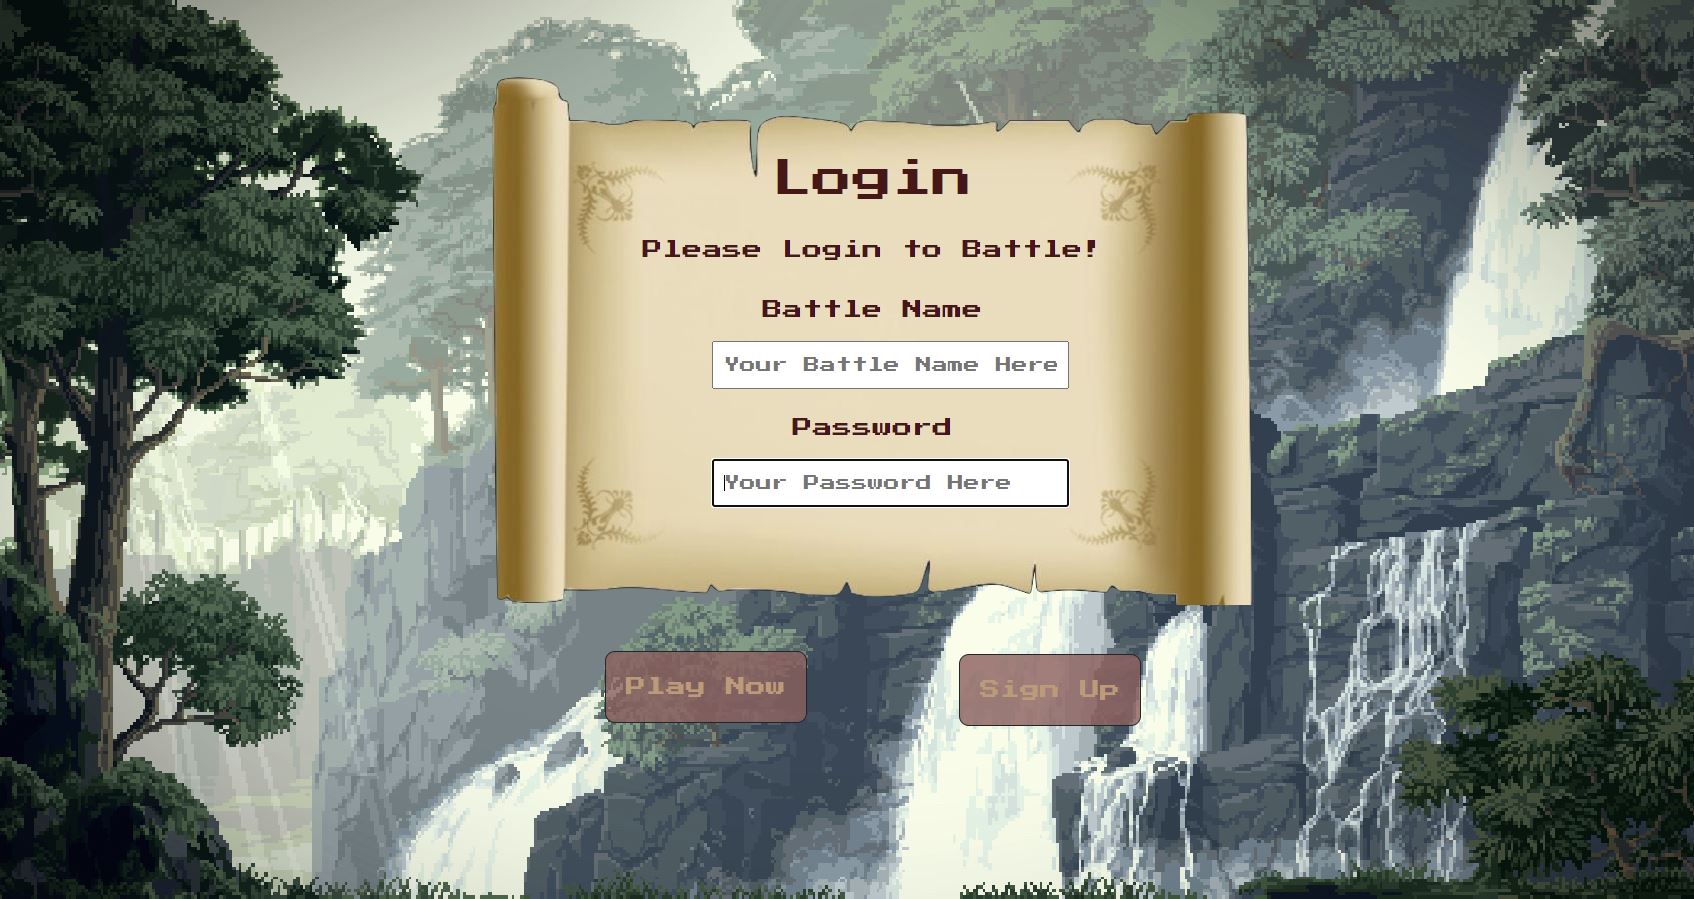 Login
Please Login to Battle!
Battle Name
Your Battle Name Here
Password
Your Password Here
Play Now
Sign Up